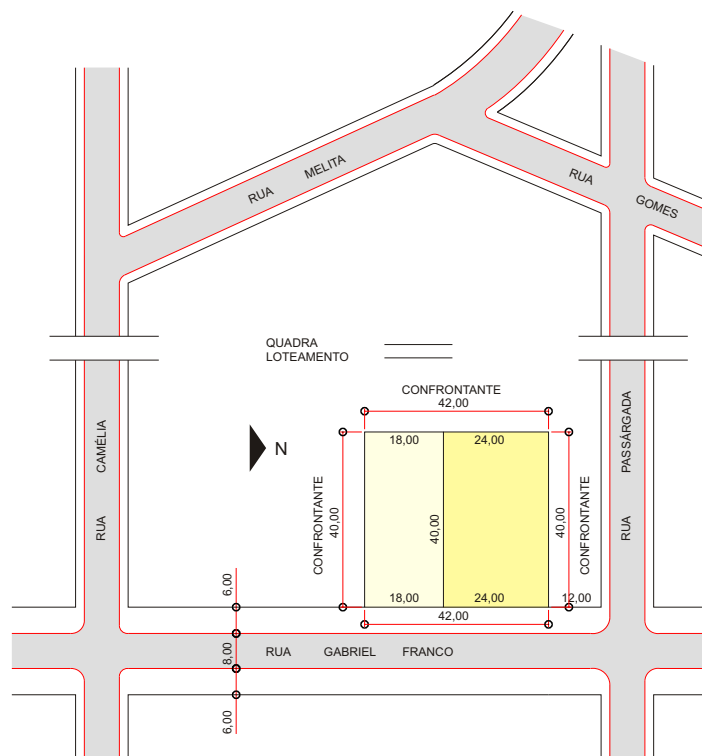 RUA MELITA
RUA GOMES
QUADRA
LOTEAMENTO
CONFRONTANTE
42,00
18,00 24,00
N
RUA CAMÉLIA
CONFRONTANTE
40,00
40,00
40,00
CONFRONTANTE
RUA PASSÁRGADA
18,00 24,00 12,00
42,00
6,00
8,00
6,00
RUA GABRIEL FRANCO